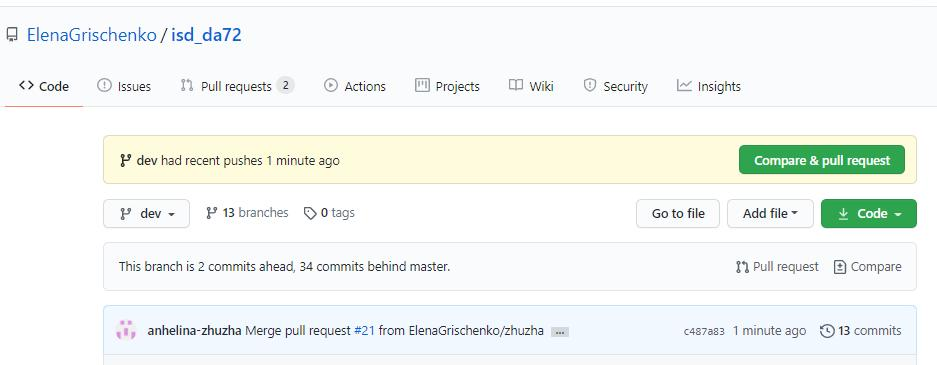 ElenaGrischenko / isd_da72
Code Issues Pull requests 2 Actions Projects Wiki Security Insights
dev had recent pushes 1 minute ago Compare & pull request
dev 13 branches 0 tags Go to file Add file Code
This branch is 2 commits ahead, 34 commits behind master. Pull request Compare
anhelina-zhuzha Merge pull request #21 from ElenaGrischenko/zhuzha ... c487a83 1 minute ago 13 commits